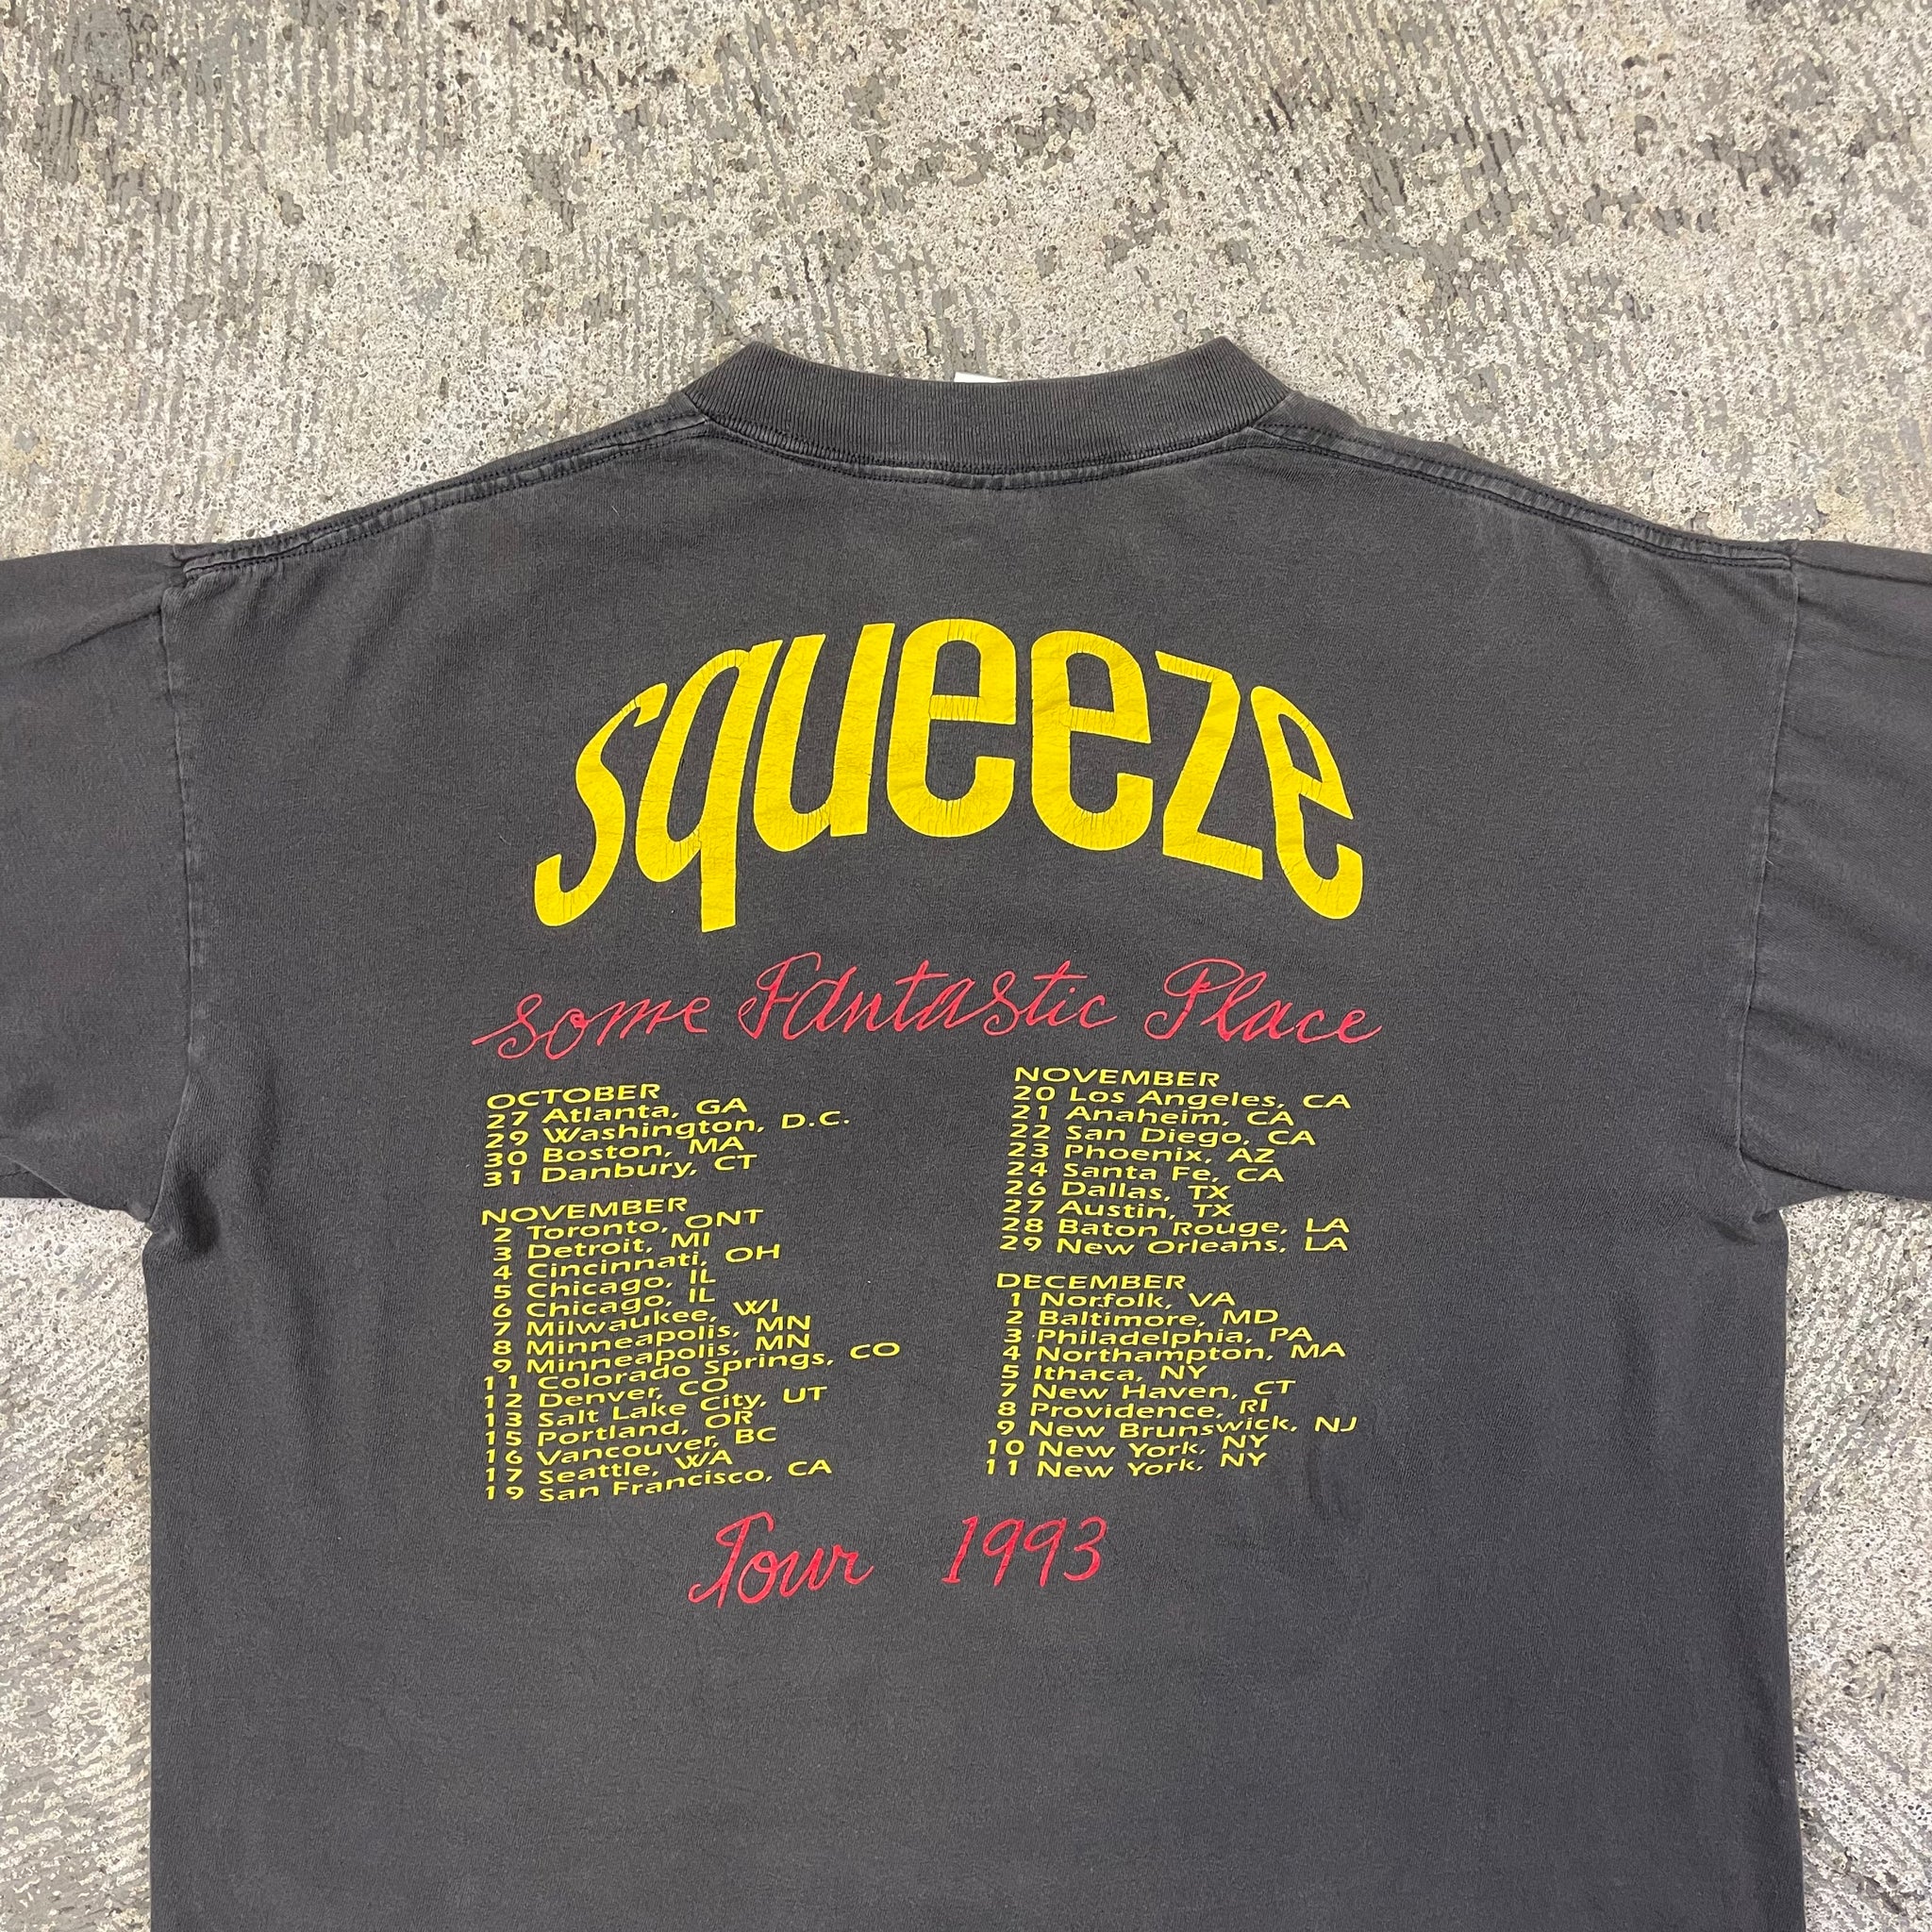 squeeze
some Fantastic Place
OCTOBER
27 Atlanta, GA
29 Washington, D.C.
30 Boston, MA
31 Danbury, CT
NOVEMBER
2 Toronto, ONT
3 Detroit, MI
4 Cincinnati, OH
5 Chicago, IL
6 Chicago, IL
7 Milwaukee, WI
8 Minneapolis, MN
9 Minneapolis, MN
11 Colorado Springs, CO
12 Denver, CO
13 Salt Lake City, UT
15 Portland, OR
16 Vancouver, BC
17 Seattle, WA
19 San Francisco, CA
NOVEMBER
20 Los Angeles, CA
21 Anaheim, CA
22 San Diego, CA
23 Phoenix, AZ
24 Santa Fe, CA
26 Dallas, TX
27 Austin, TX
28 Baton Rouge, LA
29 New Orleans, LA
DECEMBER
1 Norfolk, VA
2 Baltimore, MD
3 Philadelphia, PA
4 Northampton, MA
5 Ithaca, NY
7 New Haven, CT
8 Providence, RI
9 New Brunswick, NJ
10 New York, NY
11 New York, NY
Tour 1993